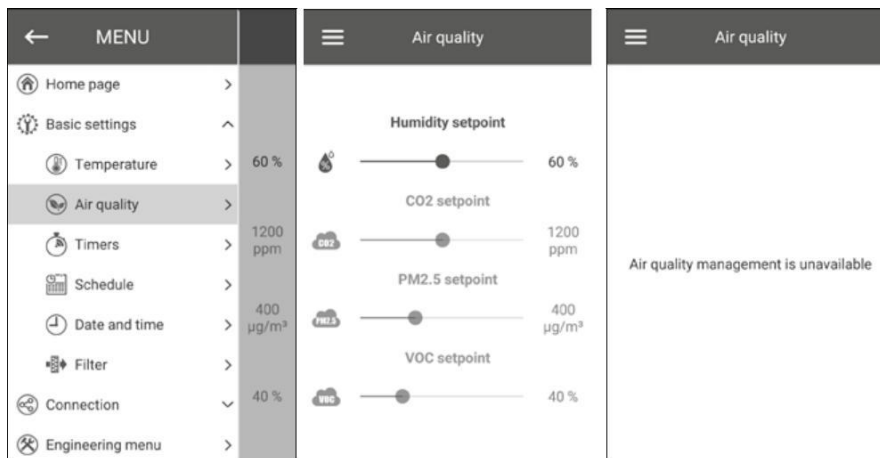 MENU
Home page
Basic settings
Temperature
Air quality
Timers
Schedule
Date and time
Filter
Connection
Engineering menu
60 %
1200
ppm
400
µg/m³
40 %
Air quality
Humidity setpoint
%
60 %
CO2 setpoint
CO2
1200
ppm
PM2.5 setpoint
PM2.5
400
µg/m³
VOC setpoint
VOC
40 %
Air quality
Air quality management is unavailable